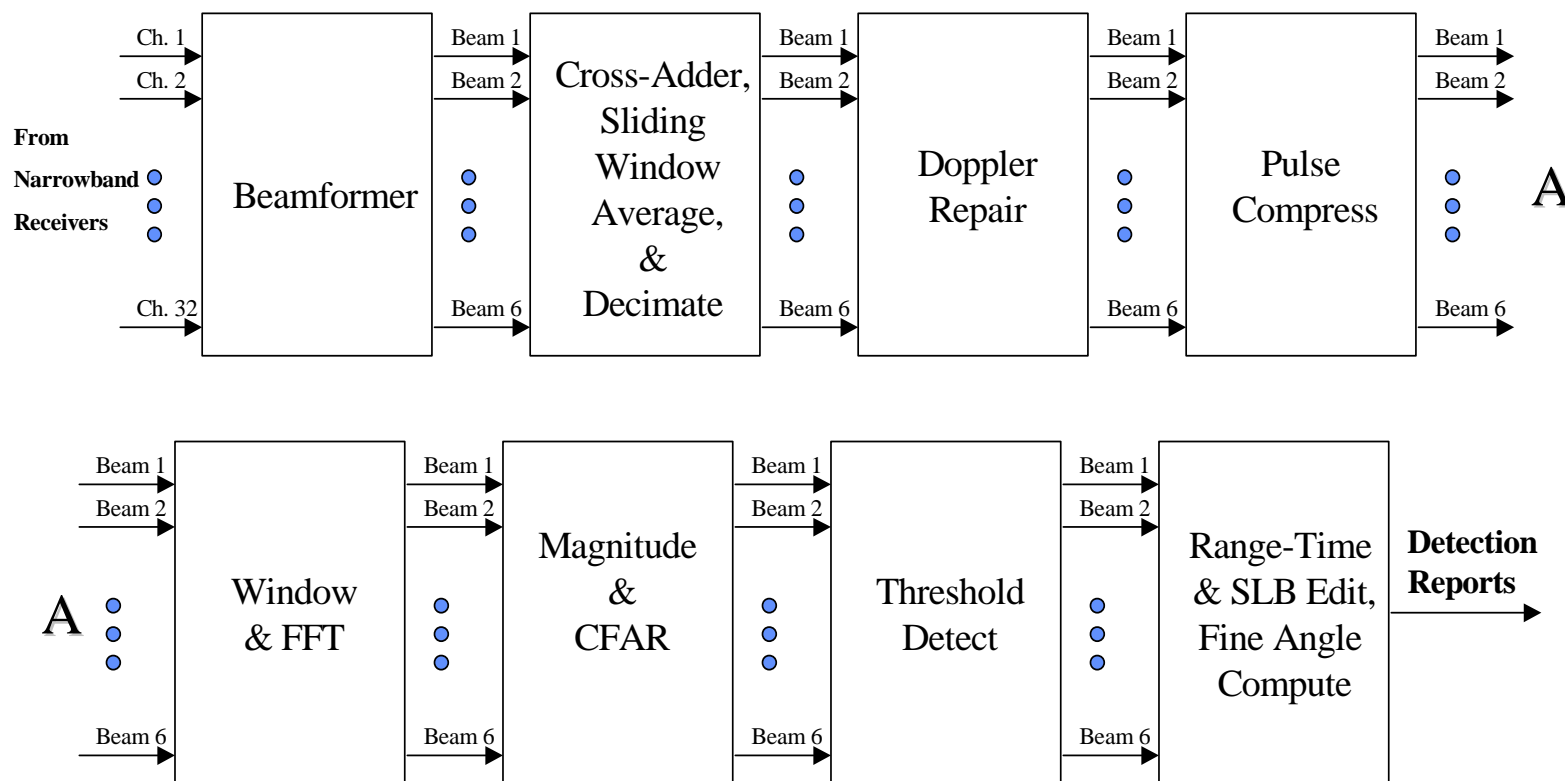 Ch. 1
Ch. 2
From
Narrowband
Receivers
Ch. 32
Beamformer
Beam 1
Beam 2
Beam 6
Cross-Adder,
Sliding
Window
Average,
&
Decimate
Beam 1
Beam 2
Beam 6
Doppler
Repair
Beam 1
Beam 2
Beam 6
Pulse
Compress
Beam 1
Beam 2
Beam 6
A
A
Beam 1
Beam 2
Beam 6
Window
& FFT
Beam 1
Beam 2
Beam 6
Magnitude
&
CFAR
Beam 1
Beam 2
Beam 6
Threshold
Detect
Beam 1
Beam 2
Beam 6
Range-Time
& SLB Edit,
Fine Angle
Compute
Detection
Reports